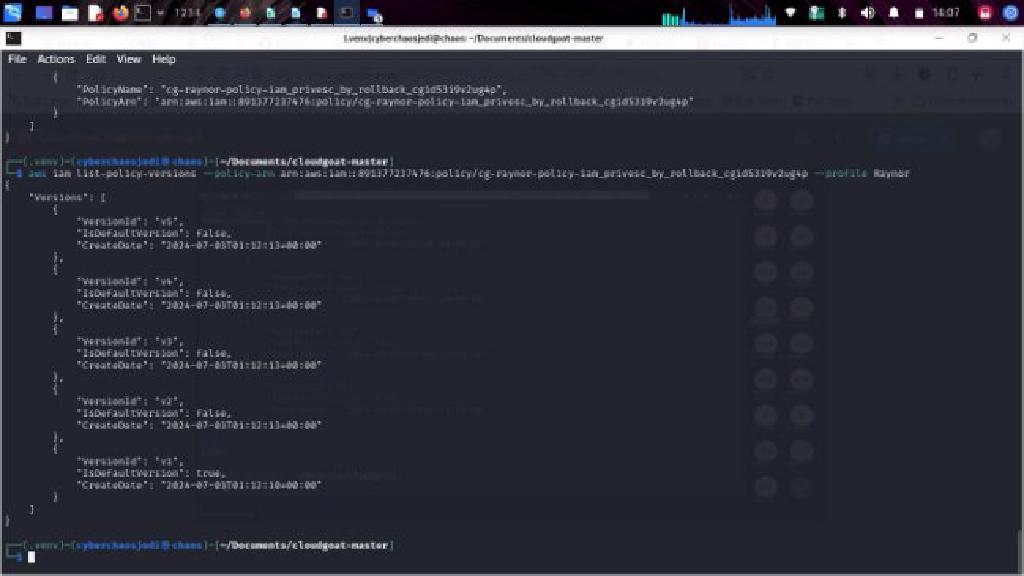 1 2 3 4
14:07
(.venv)cyberchaosjedi@chaos: ~/Documents/cloudgoat-master
File Actions Edit View Help
{
"PolicyName": "cg-raynor-policy-iam_privesc_by_rollback_cgid5319v2ug4p",
"PolicyArn": "arn:aws:iam::891377237476:policy/cg-raynor-policy-iam_privesc_by_rollback_cgid5319v2ug4p"
}
]
}
(.venv)-(cyberchaosjedi@chaos)-[~/Documents/cloudgoat-master]
$ aws iam list-policy-versions --policy-arn arn:aws:iam::891377237476:policy/cg-raynor-policy-iam_privesc_by_rollback_cgid5319v2ug4p --profile Raynor
{
"Versions": [
{
"VersionId": "v5",
"IsDefaultVersion": false,
"CreateDate": "2024-07-03T01:12:13+00:00"
},
{
"VersionId": "v4",
"IsDefaultVersion": false,
"CreateDate": "2024-07-03T01:12:13+00:00"
},
{
"VersionId": "v3",
"IsDefaultVersion": false,
"CreateDate": "2024-07-03T01:12:13+00:00"
},
{
"VersionId": "v2",
"IsDefaultVersion": false,
"CreateDate": "2024-07-03T01:12:13+00:00"
},
{
"VersionId": "v1",
"IsDefaultVersion": true,
"CreateDate": "2024-07-03T01:12:10+00:00"
}
]
}
(.venv)-(cyberchaosjedi@chaos)-[~/Documents/cloudgoat-master]
$